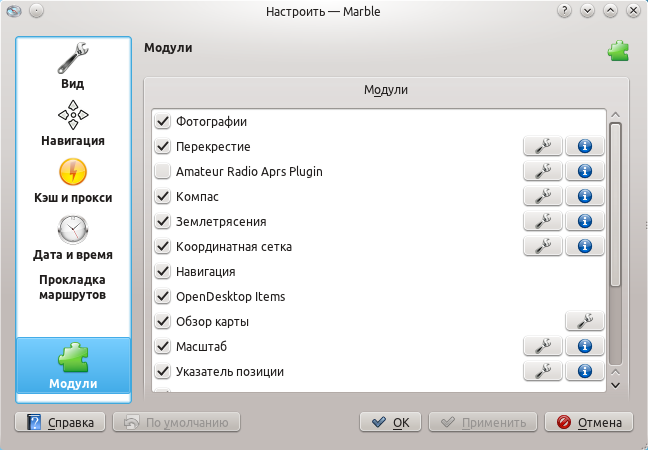 Настроить — Marble
Вид
Навигация
Кэш и прокси
Дата и время
Прокладка
маршрутов
Модули
Модули
Модули
Фотографии
Перекрестие
Amateur Radio Aprs Plugin
Компас
Землетрясения
Координатная сетка
Навигация
OpenDesktop Items
Обзор карты
Масштаб
Указатель позиции
Справка
По умолчанию
OK
Применить
Отмена